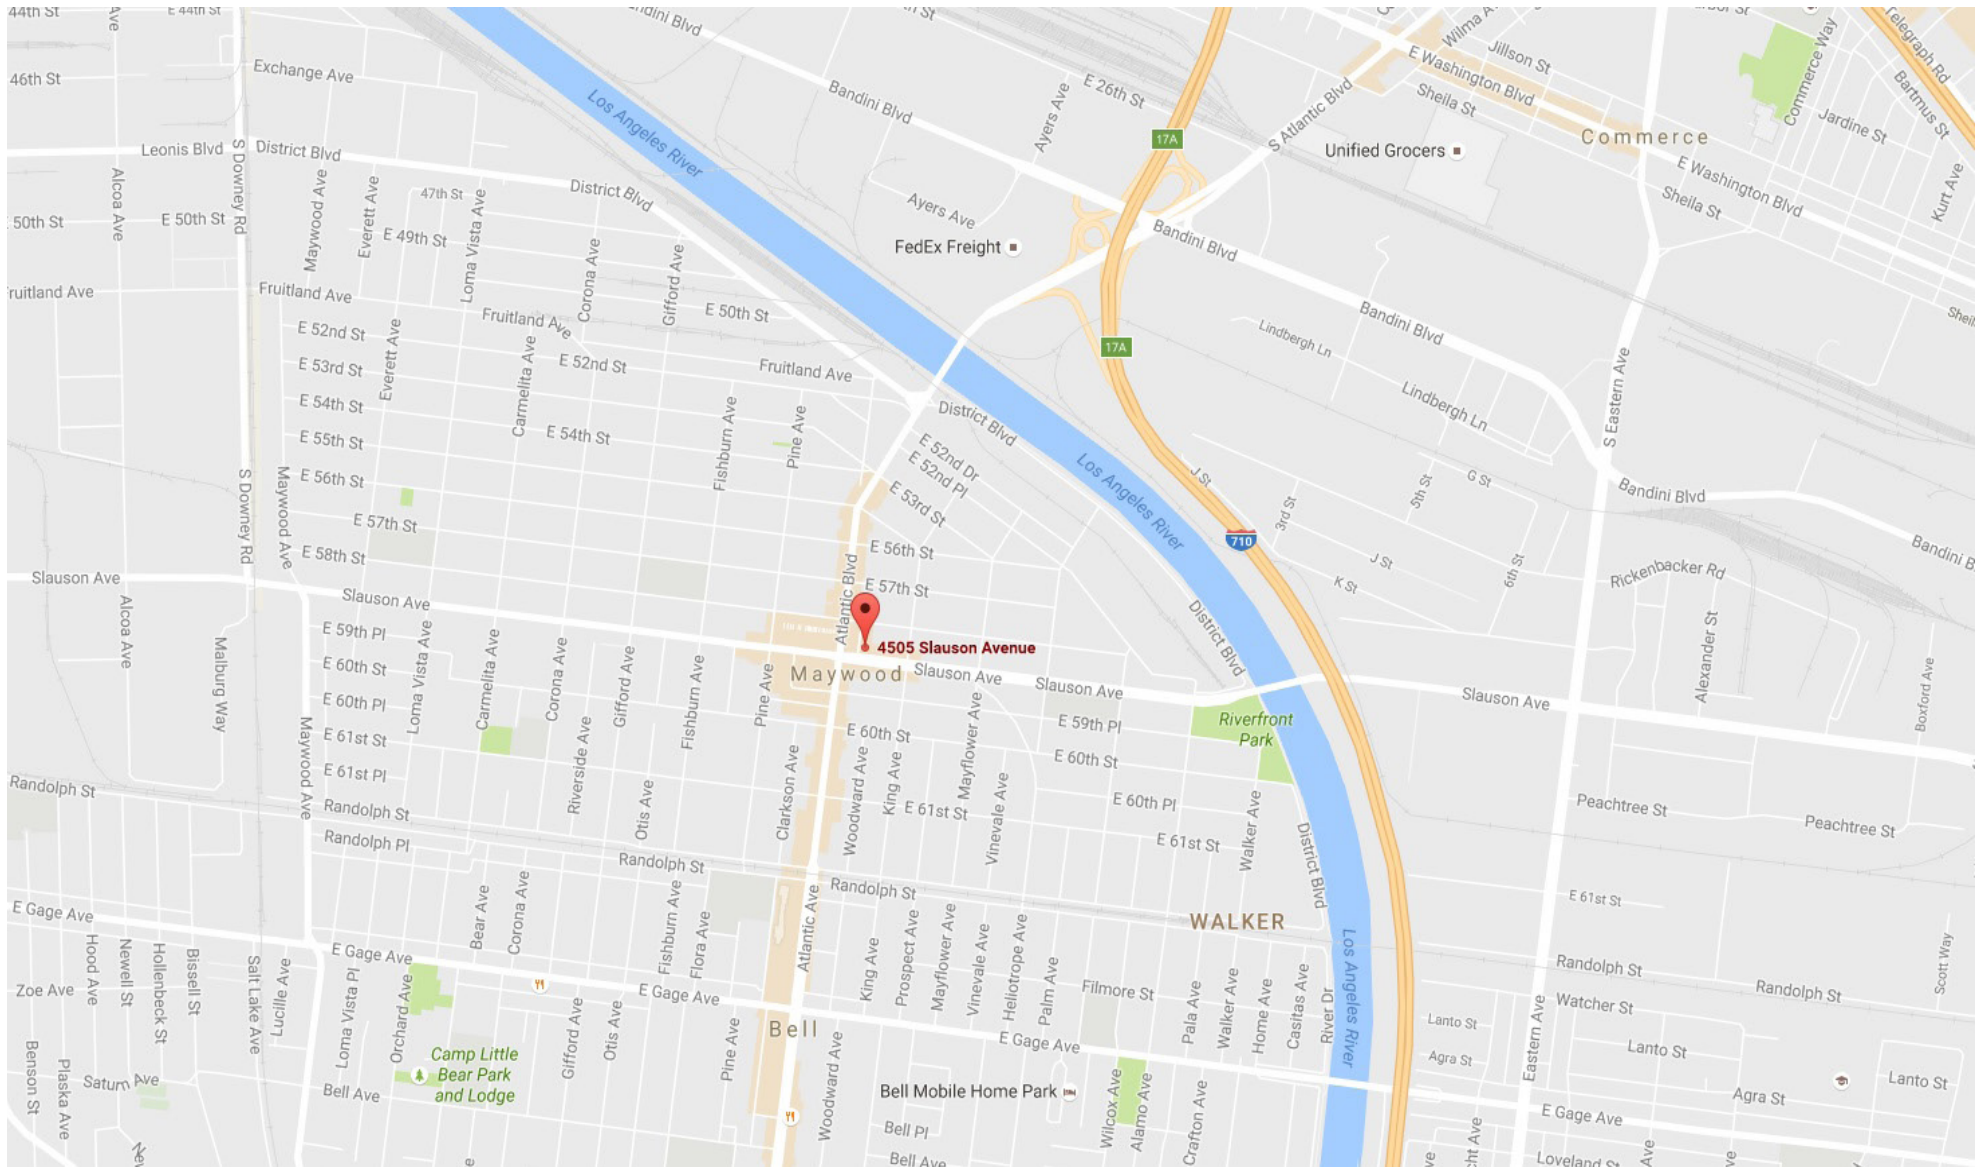 44th St
Ave
E 44th St
Bandini Blvd
Wilma Ave
Jillson St
E Washington Blvd
Commerce Way
Telegraph Rd
46th St
Exchange Ave
Los Angeles River
Bandini Blvd
Ayers Ave
E 26th St
17A
S Atlantic Blvd
Sheila St
Commerce
Jardine St
Bartmus St
Leonis Blvd
S Downey Rd
District Blvd
Unified Grocers
E Washington Blvd
Sheila St
Kurt Ave
Alcoa Ave
Maywood Ave
Everett Ave
47th St
Loma Vista Ave
District Blvd
Ayers Ave
50th St
E 50th St
E 49th St
Corona Ave
Gifford Ave
FedEx Freight
Bandini Blvd
Fruitland Ave
Fruitland Ave
Fruitland Ave
E 50th St
Bandini Blvd
E 52nd St
Everett Ave
Carmelita Ave
E 52nd St
Fruitland Ave
17A
Lindbergh Ln
S Eastern Ave
E 53rd St
E 54th St
E 54th St
Fishburn Ave
Pine Ave
District Blvd
Lindbergh Ln
E 55th St
E 52nd Dr
E 52nd Pl
Los Angeles River
J St
G St
5th St
Bandini Blvd
S Downey Rd
Maywood Ave
E 56th St
E 53rd St
3rd St
E 57th St
E 56th St
710
J St
6th St
Bandini B
E 58th St
Atlantic Blvd
E 57th St
K St
Rickenbacker Rd
Slauson Ave
Slauson Ave
District Blvd
Alcoa Ave
Malburg Way
E 59th Pl
Loma Vista Ave
Carmelita Ave
Corona Ave
Gifford Ave
Fishburn Ave
Pine Ave
4505 Slauson Avenue
Maywood
Slauson Ave
Slauson Ave
Slauson Ave
Alexander St
Boxford Ave
E 60th St
E 60th Pl
E 61st St
E 61st Pl
Maywood Ave
Riverside Ave
Otis Ave
Clarkson Ave
E 60th St
Woodward Ave
King Ave
Mayflower Ave
Vinevale Ave
E 59th Pl
E 60th St
Riverfront
Park
E 61st St
E 60th Pl
E 61st St
Walker Ave
District Blvd
Peachtree St
Peachtree St
Randolph St
Randolph St
Randolph Pl
Randolph St
Randolph St
E 61st St
E Gage Ave
Bear Ave
Corona Ave
Fishburn Ave
Flora Ave
Atlantic Ave
WALKER
Los Angeles River
Hood Ave
Newell St
Hollenbeck St
Bissell St
Salt Lake Ave
Lucille Ave
E Gage Ave
Loma Vista Pl
Orchard Ave
King Ave
Prospect Ave
Mayflower Ave
Vinevale Ave
Heliotrope Ave
Palm Ave
Filmore St
Pala Ave
Walker Ave
Home Ave
Casitas Ave
River Dr
Randolph St
Randolph St
Scott Way
Zoe Ave
E Gage Ave
Gifford Ave
Otis Ave
Bell
Watcher St
Lanto St
Eastern Ave
Lanto St
Lanto St
Agra St
Agra St
E Gage Ave
Benson St
Plaska Ave
Saturn Ave
Camp Little
Bear Park
and Lodge
Bell Ave
Pine Ave
Woodward Ave
Bell Mobile Home Park
Wilcox Ave
Alamo Ave
Crafton Ave
E Gage Ave
Bell Pl
Bell Ave
Loveland St